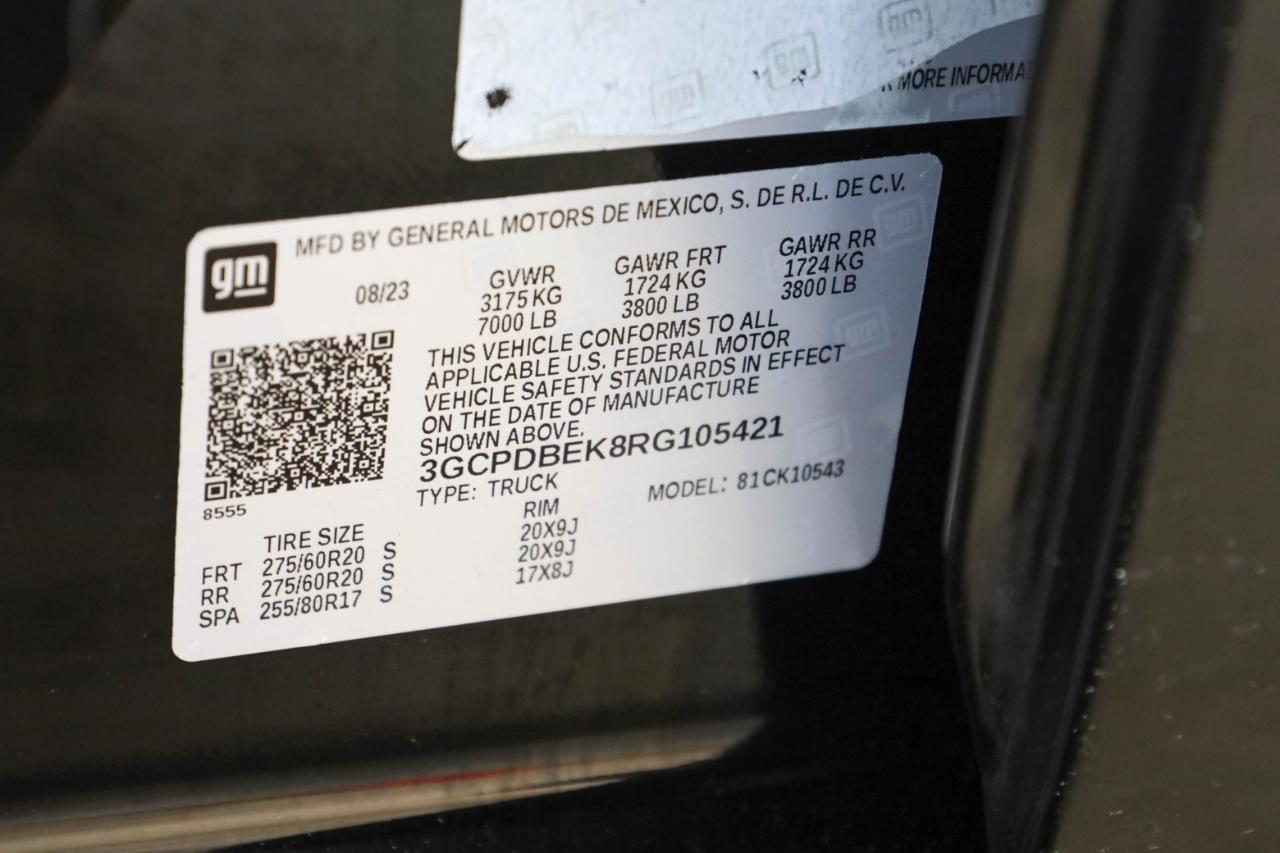 MORE INFORMA
MFD BY GENERAL MOTORS DE MEXICO, S. DE R.L. DE C.V.
gm
08/23
GVWR
3175 KG
7000 LB
GAWR FRT
1724 KG
3800 LB
GAWR RR
1724 KG
3800 LB
THIS VEHICLE CONFORMS TO ALL
APPLICABLE U.S. FEDERAL MOTOR
VEHICLE SAFETY STANDARDS IN EFFECT
ON THE DATE OF MANUFACTURE
SHOWN ABOVE.
3GCPDBEK8RG105421
TYPE: TRUCK MODEL: 81CK10543
8555
TIRE SIZE RIM
FRT 275/60R20 S 20X9J
RR 275/60R20 S 20X9J
SPA 255/80R17 S 17X8J